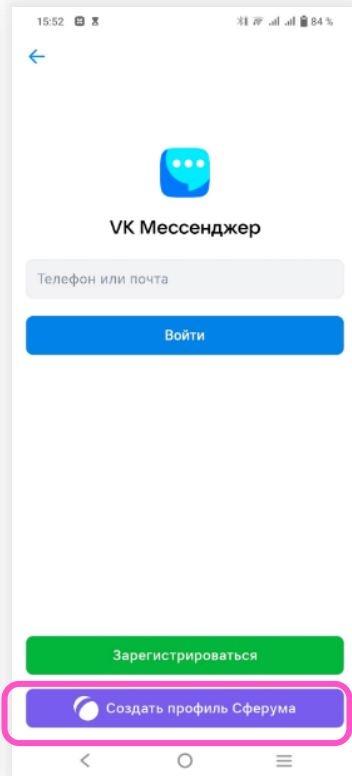 15:52 84 %
VK Мессенджер
Телефон или почта
Войти
Зарегистрироваться
Создать профиль Сферума